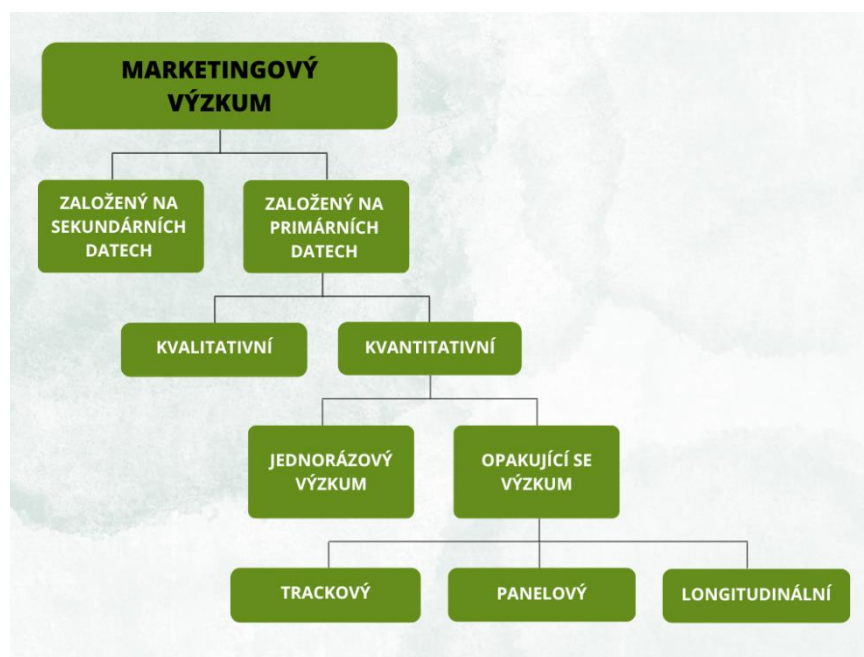 MARKETINGOVÝ
VÝZKUM
ZALOŽENÝ NA
SEKUNDÁRNÍCH
DATECH
ZALOŽENÝ NA
PRIMÁRNÍCH
DATECH
KVALITATIVNÍ
KVANTITATIVNÍ
JEDNORÁZOVÝ
VÝZKUM
OPAKUJÍCÍ SE
VÝZKUM
TRACKOVÝ
PANELOVÝ
LONGITUDINÁLNÍ